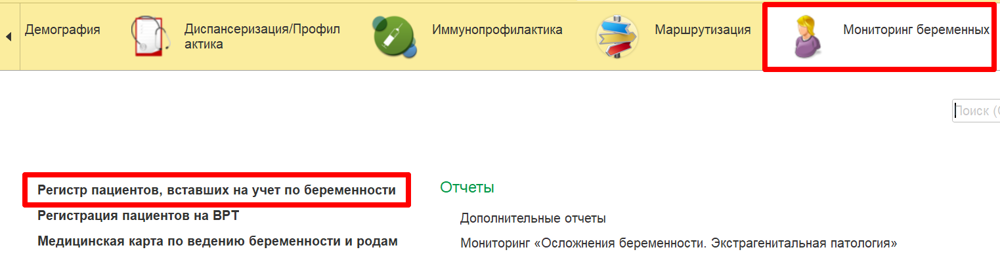 Демография
Диспансеризация/Профил
актика
Иммунопрофилактика
Маршрутизация
Мониторинг беременных
Поиск (
Регистр пациентов, вставших на учет по беременности
Регистрация пациентов на ВРТ
Медицинская карта по ведению беременности и родам
Отчеты
Дополнительные отчеты
Мониторинг «Осложнения беременности. Экстрагенитальная патология»